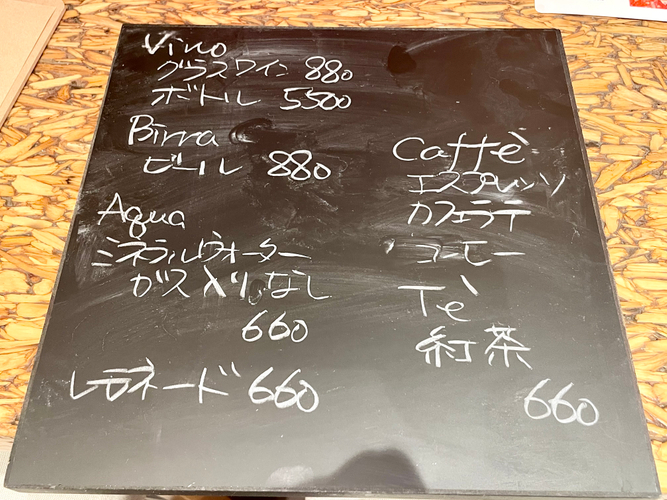 Vino
グラスワイン 880
ボトル 5500
Birra
ビール 880
Aqua
ミネラルウォーター
ガス入り なし
660
レモネード 660
Caffè
エスプレッソ
カフェラテ
コーヒー
Tè
紅茶
660